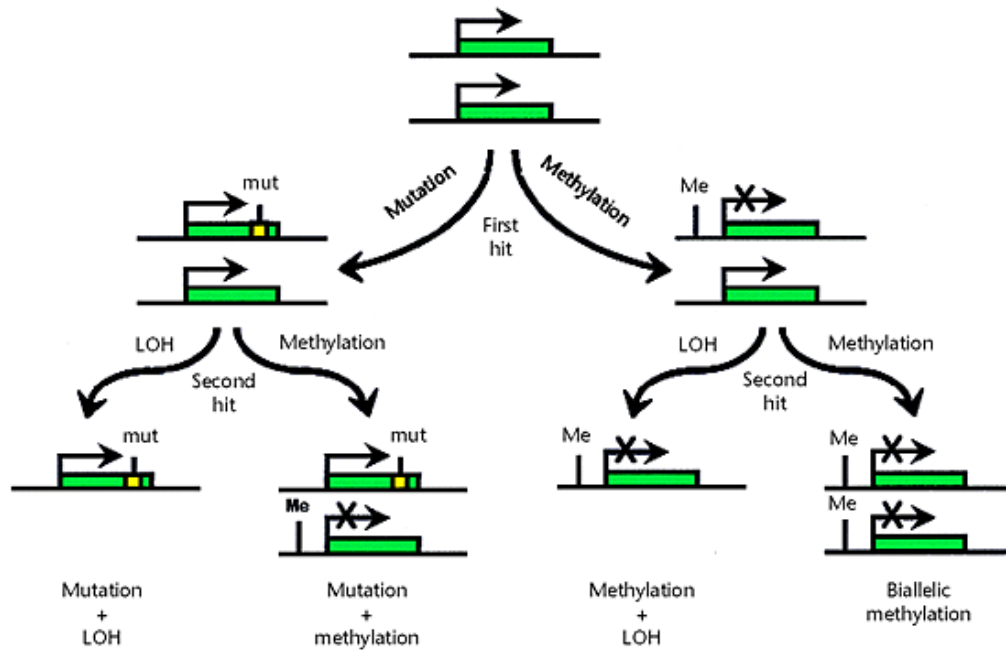 mut
Mutation
Methylation
Me
First
hit
LOH
Methylation
Second
hit
LOH
Methylation
Second
hit
mut
mut
Me
Me
Me
Me
Mutation
+
LOH
Mutation
+
methylation
Methylation
+
LOH
Biallelic
methylation